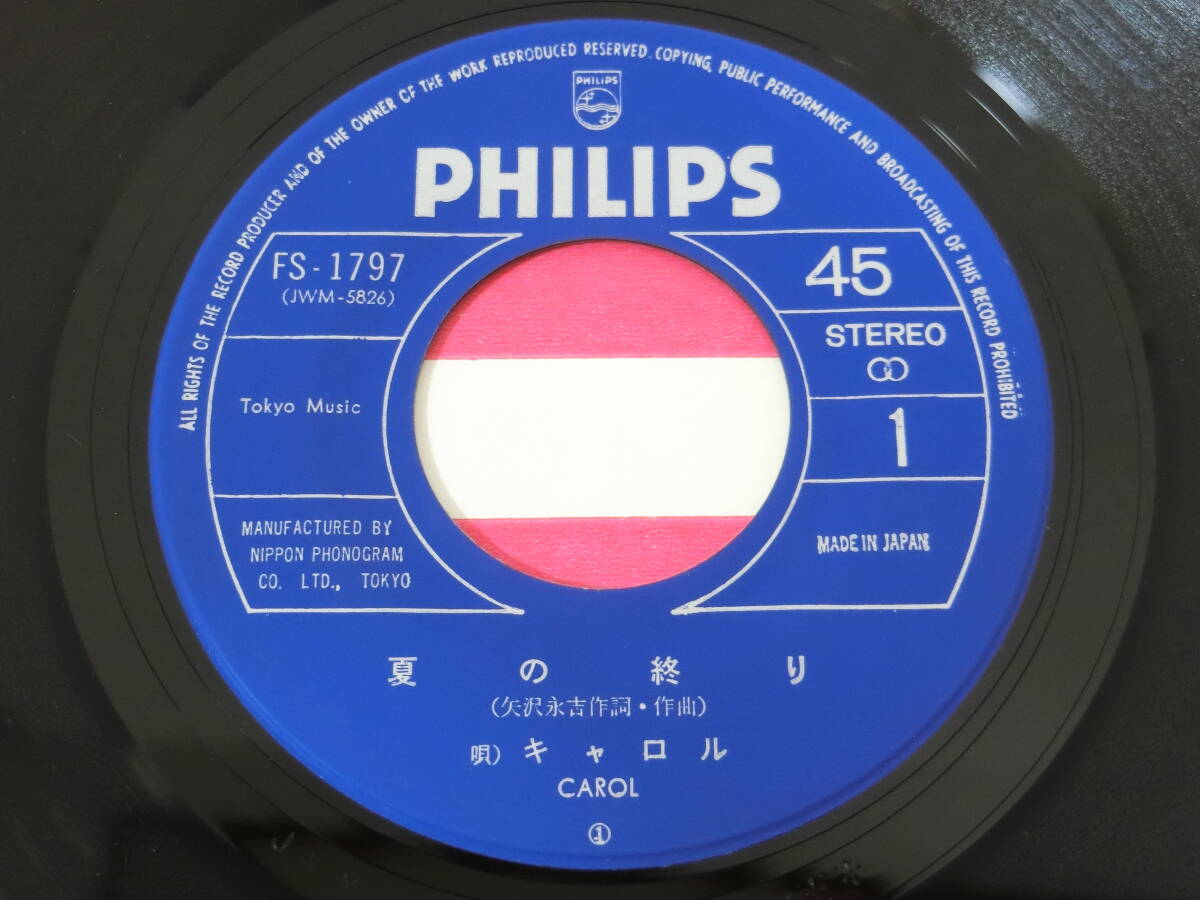 ALL RIGHTS OF THE RECORD PRODUCER AND OF THE OWNER OF THE WORK REPRODUCED RESERVED. COPYING, PUBLIC PERFORMANCE AND BROADCASTING OF THIS RECORD PROHIBITED
PHILIPS
PHILIPS
FS-1797
(JWM-5826)
Tokyo Music
MANUFACTURED BY
NIPPON PHONOGRAM
CO. LTD., TOKYO
45
STEREO
1
MADE IN JAPAN
夏の終り
(矢沢永吉作詞・作曲)
唄) キャロル
CAROL
①